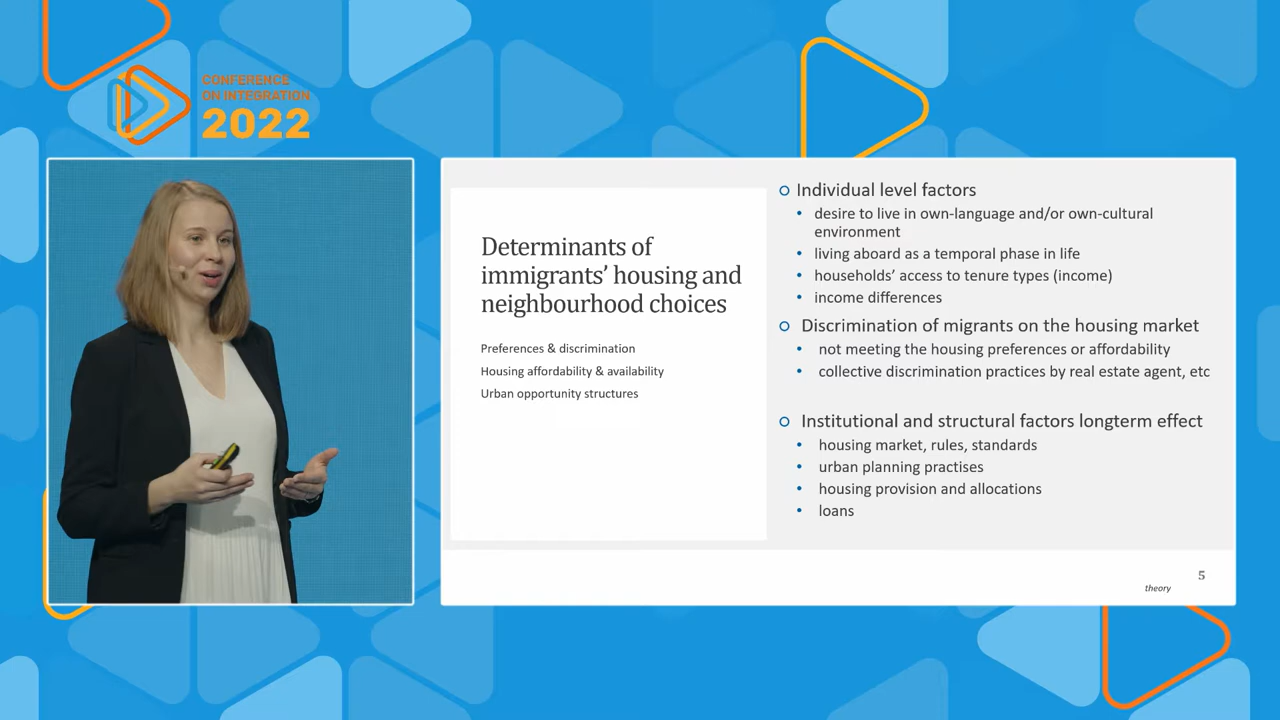 CONFERENCE
ON INTEGRATION
2022
Determinants of
immigrants’ housing and
neighbourhood choices
Preferences & discrimination
Housing affordability & availability
Urban opportunity structures
Individual level factors
desire to live in own-language and/or own-cultural
environment
living aboard as a temporal phase in life
households’ access to tenure types (income)
income differences
Discrimination of migrants on the housing market
not meeting the housing preferences or affordability
collective discrimination practices by real estate agent, etc
Institutional and structural factors longterm effect
housing market, rules, standards
urban planning practises
housing provision and allocations
loans
5
theory